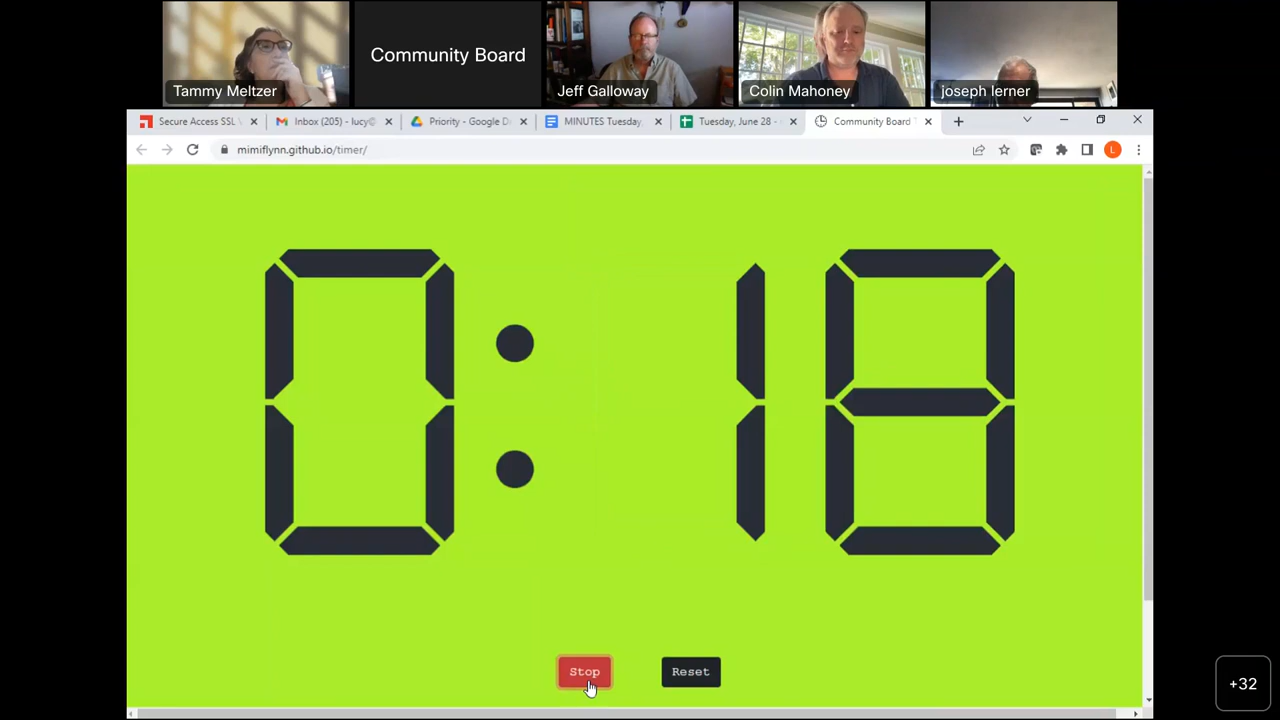 Community Board
Tammy Meltzer
Jeff Galloway
Colin Mahoney
joseph lerner
Secure Access SSL
Inbox (205) - lucy@
Priority - Google D
MINUTES Tuesday,
Tuesday, June 28 -
Community Board
mimiflynn.github.io/timer/
L
0:18
Stop
Reset
+32